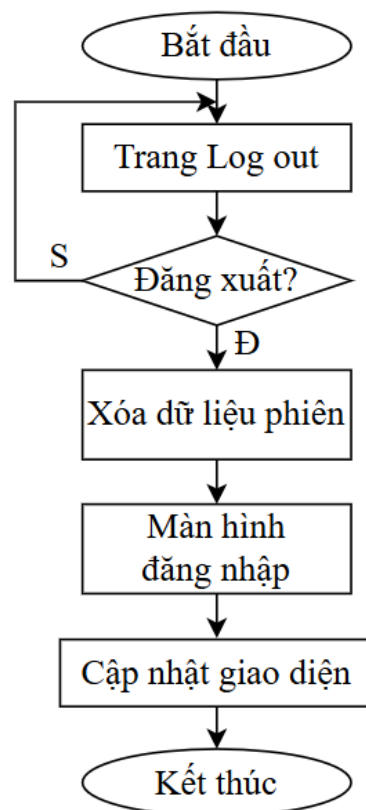 Bắt đầu
Trang Log out
S
Đăng xuất?
Đ
Xóa dữ liệu phiên
Màn hình
đăng nhập
Cập nhật giao diện
Kết thúc